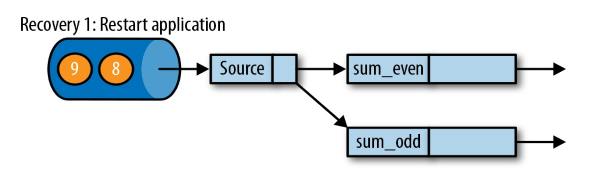 Recovery 1: Restart application
9 8
Source
sum_even
sum_odd